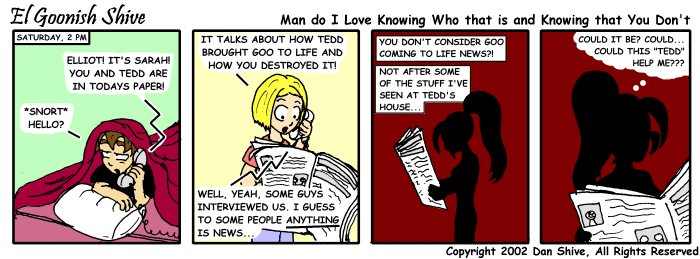 El Goonish Shive
Man do I Love Knowing Who that is and Knowing that You Don't
SATURDAY, 2 PM
ELLIOT! IT'S SARAH!
YOU AND TEDD ARE
IN TODAYS PAPER!
*SNORT*
HELLO?
IT TALKS ABOUT HOW TEDD
BROUGHT GOO TO LIFE AND
HOW YOU DESTROYED IT!
WELL, YEAH, SOME GUYS
INTERVIEWED US. I GUESS
TO SOME PEOPLE ANYTHING
IS NEWS...
YOU DON'T CONSIDER GOO
COMING TO LIFE NEWS?!
NOT AFTER SOME
OF THE STUFF I'VE
SEEN AT TEDD'S
HOUSE...
COULD IT BE? COULD...
COULD THIS "TEDD"
HELP ME???
Copyright 2002 Dan Shive, All Rights Reserved